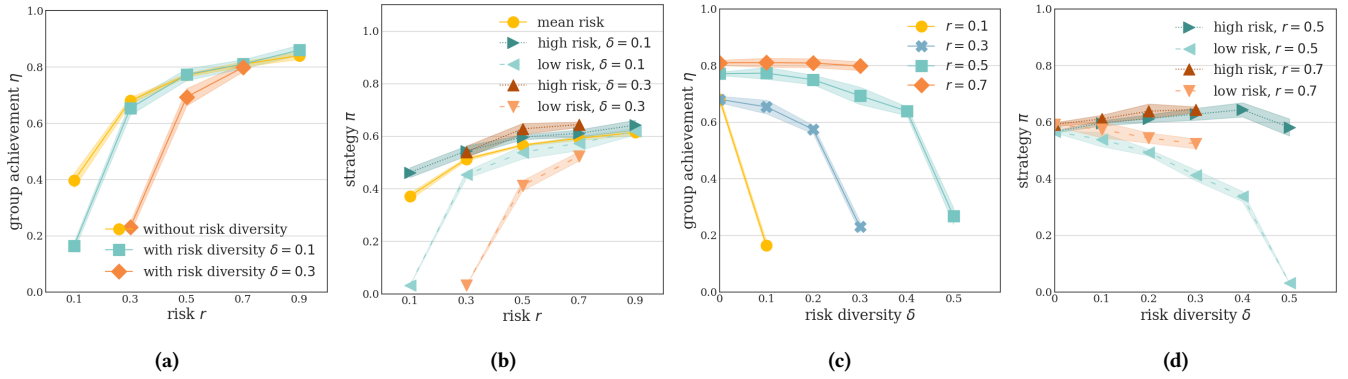 group achievement η
1.0
0.8
0.6
0.4
0.2
0.0
0.1 0.3 0.5 0.7 0.9
risk r
without risk diversity
with risk diversity δ = 0.1
with risk diversity δ = 0.3
(a)
strategy π
1.0
0.8
0.6
0.4
0.2
0.0
0.1 0.3 0.5 0.7 0.9
risk r
mean risk
high risk, δ = 0.1
low risk, δ = 0.1
high risk, δ = 0.3
low risk, δ = 0.3
(b)
group achievement η
1.0
0.8
0.6
0.4
0.2
0.0
0 0.1 0.2 0.3 0.4 0.5
risk diversity δ
r = 0.1
r = 0.3
r = 0.5
r = 0.7
(c)
strategy π
1.0
0.8
0.6
0.4
0.2
0.0
0 0.1 0.2 0.3 0.4 0.5
risk diversity δ
high risk, r = 0.5
low risk, r = 0.5
high risk, r = 0.7
low risk, r = 0.7
(d)